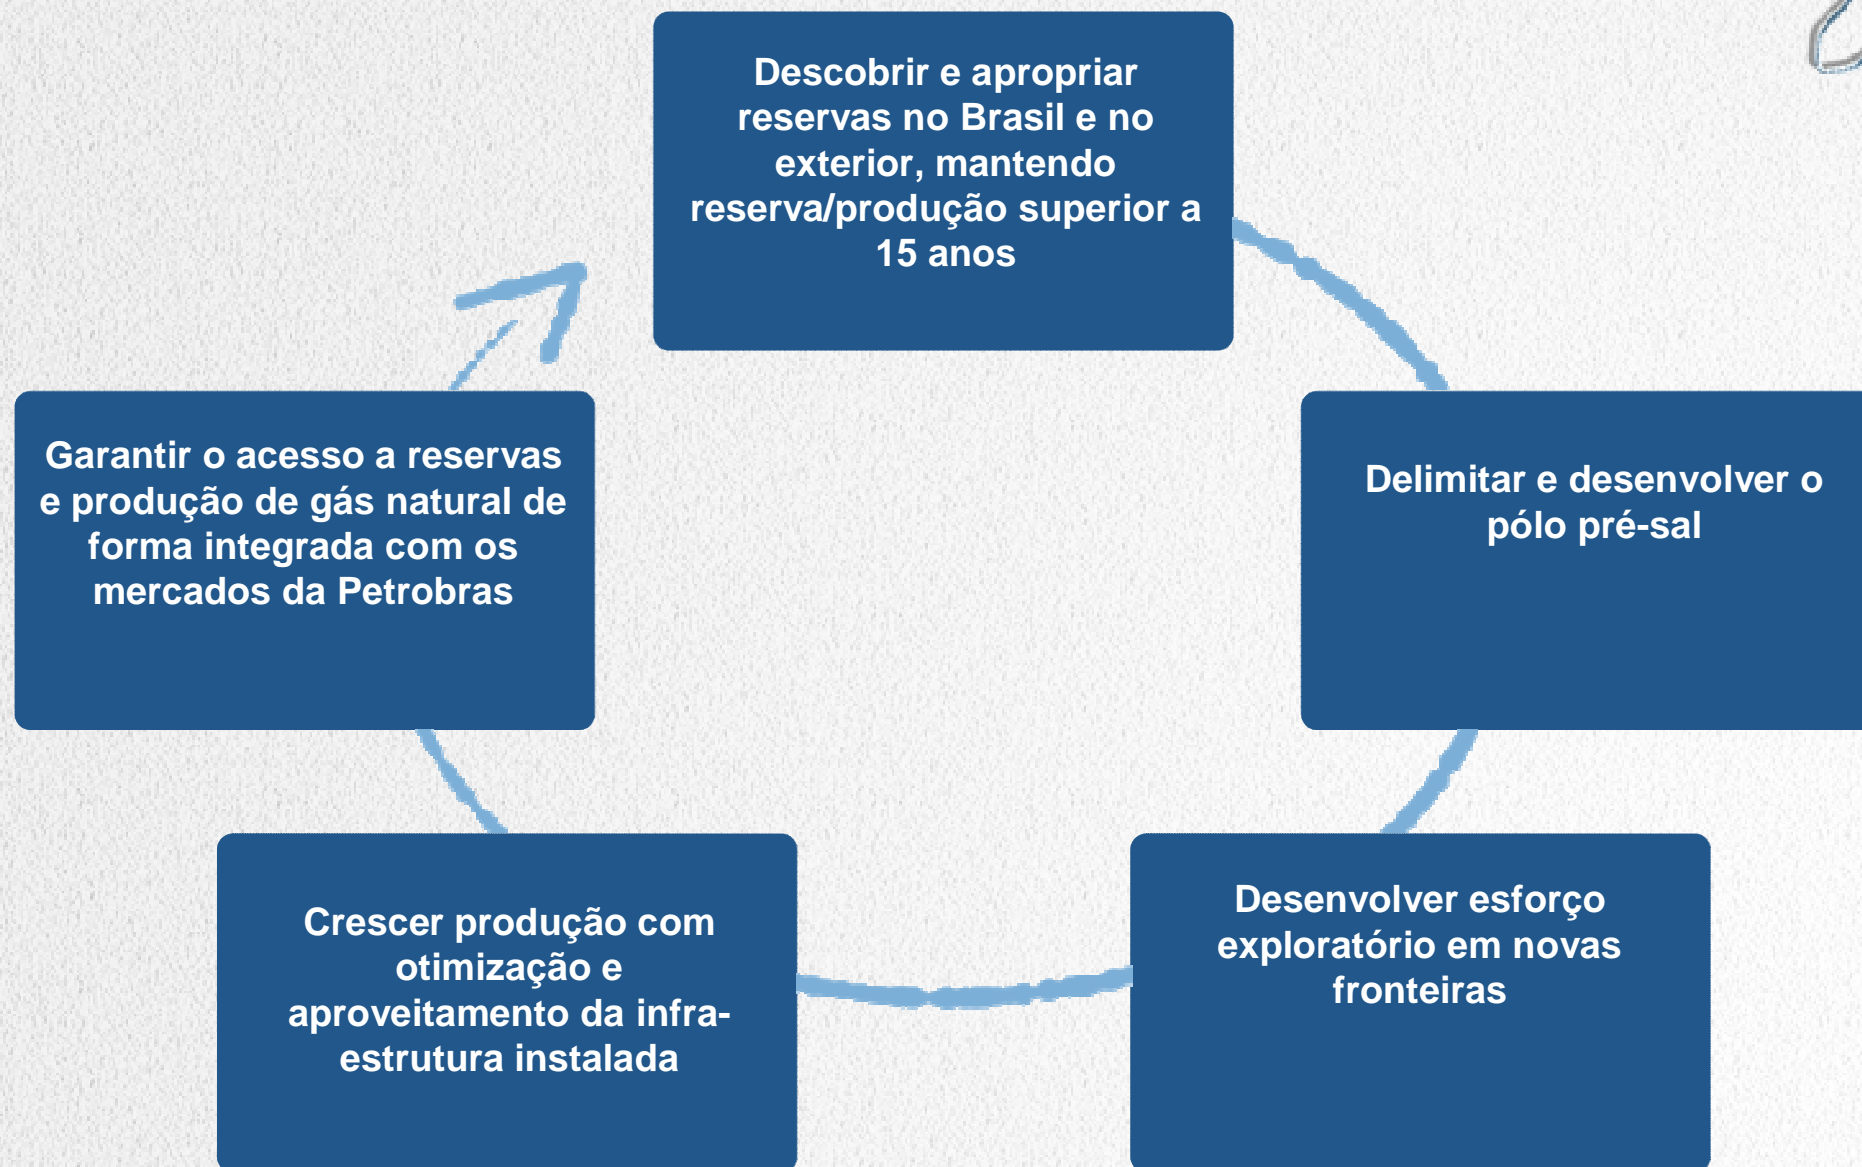 Descobrir e apropriar
reservas no Brasil e no
exterior, mantendo
reserva/produção superior a
15 anos
Delimitar e desenvolver o
pólo pré-sal
Desenvolver esforço
exploratório em novas
fronteiras
Crescer produção com
otimização e
aproveitamento da infra-
estrutura instalada
Garantir o acesso a reservas
e produção de gás natural de
forma integrada com os
mercados da Petrobras